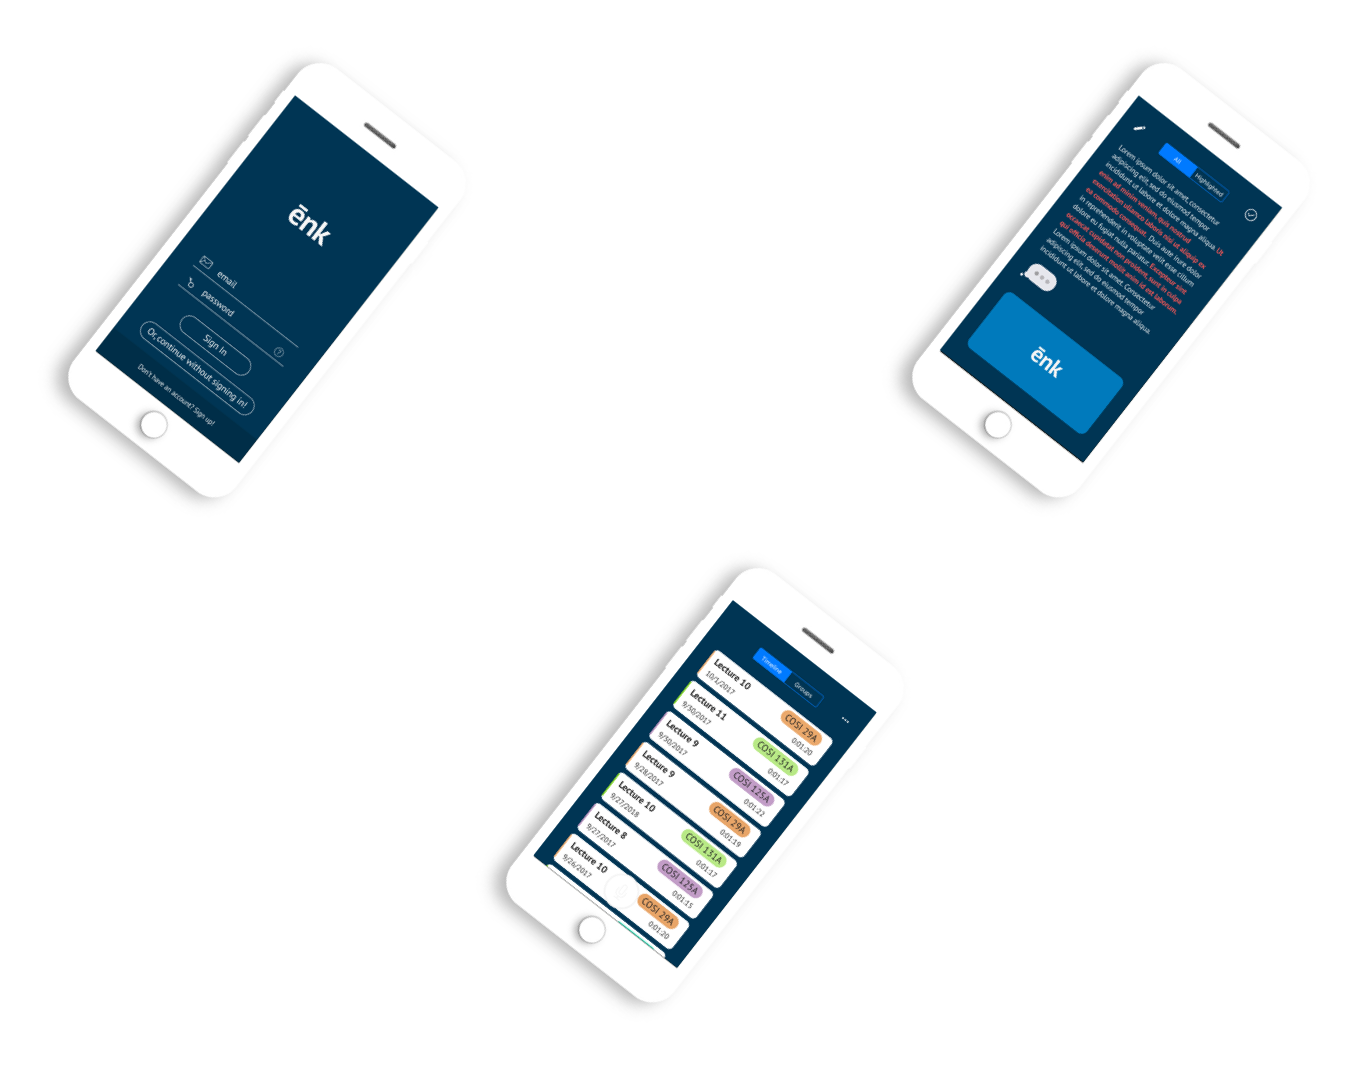 ēnk
email
password
Sign In
Or, continue without signing in!
Don't have an account? Sign up!
All
Highlighted
Lorem ipsum dolor sit amet, consectetur
adipiscing elit, sed do eiusmod tempor
incididunt ut labore et dolore magna aliqua. Ut
enim ad minim veniam, quis nostrud
exercitation ullamco laboris nisi ut aliquip ex
ea commodo consequat. Duis aute irure dolor
in reprehenderit in voluptate velit esse cillum
dolore eu fugiat nulla pariatur. Excepteur sint
occaecat cupidatat non proident, sunt in culpa
qui officia deserunt mollit anim id est laborum.
Lorem ipsum dolor sit amet, Consectetur
adipiscing elit, sed do eiusmod tempor
incididunt ut labore et dolore magna aliqua.
ēnk
Timeline
Groups
Lecture 10
10/1/2017
COSI 29A
0:01:20
Lecture 11
9/30/2017
COSI 131A
0:01:17
Lecture 9
9/30/2017
COSI 125A
0:01:22
Lecture 9
9/28/2017
COSI 29A
0:01:19
Lecture 10
9/27/2018
COSI 131A
0:01:17
Lecture 8
9/27/2017
COSI 125A
0:01:15
Lecture 10
9/26/2017
COSI 29A
0:01:20